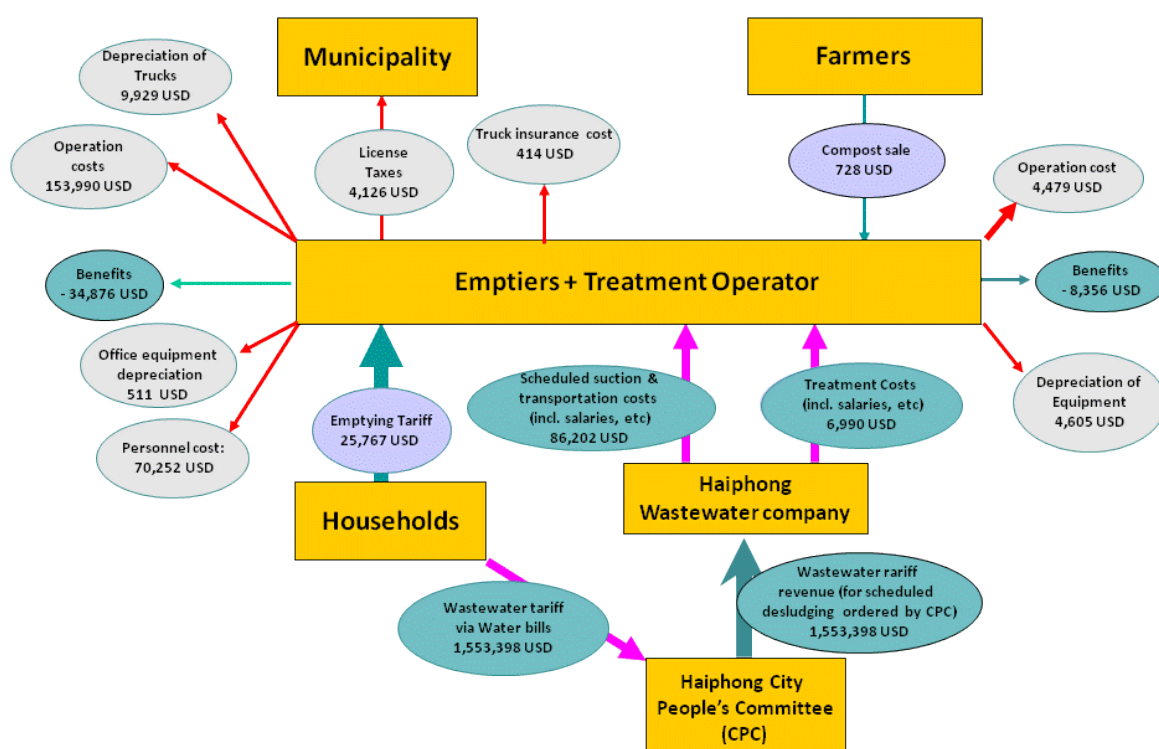 Depreciation of
Trucks
9,929 USD
Municipality
Farmers
Operation
costs
153,990 USD
License
Taxes
4,126 USD
Truck insurance cost
414 USD
Compost sale
728 USD
Operation cost
4,479 USD
Benefits
- 34,876 USD
Emptiers + Treatment Operator
Benefits
- 8,356 USD
Office equipment
depreciation
511 USD
Personnel cost:
70,252 USD
Emptying Tariff
25,767 USD
Scheduled suction &
transportation costs
(incl. salaries, etc)
86,202 USD
Treatment Costs
(incl. salaries, etc)
6,990 USD
Depreciation of
Equipment
4,605 USD
Households
Haiphong
Wastewater company
Wastewater tariff
via Water bills
1,553,398 USD
Wastewater rariff
revenue (for scheduled
desludging ordered by CPC)
1,553,398 USD
Haiphong City
People's Committee
(CPC)